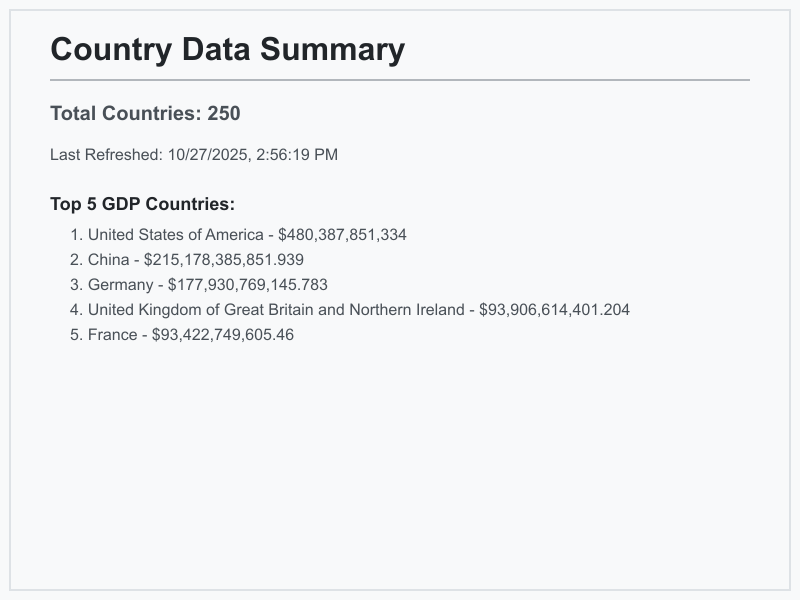 Country Data Summary
Total Countries: 250
Last Refreshed: 10/27/2025, 2:56:19 PM
Top 5 GDP Countries:
1. United States of America - $480,387,851,334
2. China - $215,178,385,851.939
3. Germany - $177,930,769,145.783
4. United Kingdom of Great Britain and Northern Ireland - $93,906,614,401.204
5. France - $93,422,749,605.46